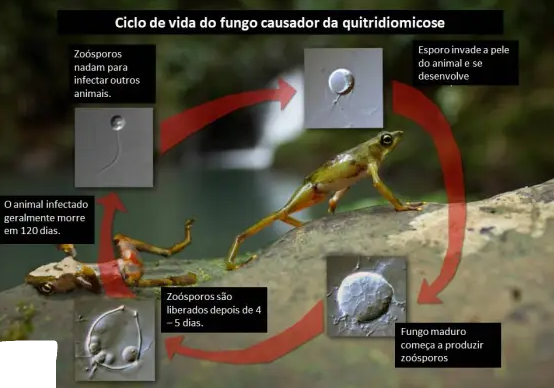 Ciclo de vida do fungo causador da quitridiomicose
Zoósporos
nadam para
infectar outros
animais.
Esporo invade a pele
do animal e se
desenvolve
O animal infectado
geralmente morre
em 120 dias.
Zoósporos são
liberados depois de 4
– 5 dias.
Fungo maduro
começa a produzir
zoósporos